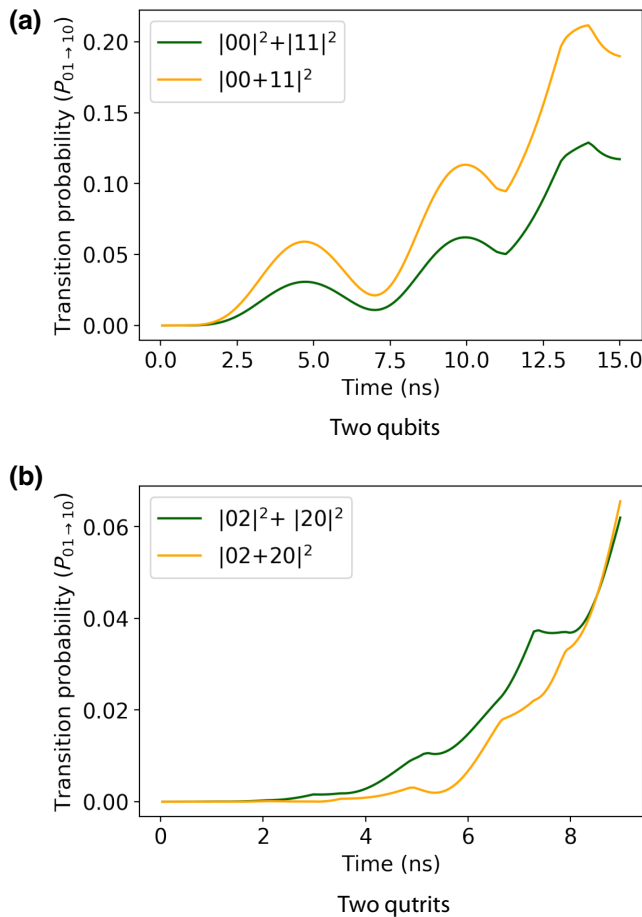 (a)
Transition probability (P01→10)
|00|²+|11|²
|00+11|²
0.20
0.15
0.10
0.05
0.00
0.0 2.5 5.0 7.5 10.0 12.5 15.0
Time (ns)
Two qubits
(b)
Transition probability (P01→10)
|02|²+ |20|²
|02+20|²
0.06
0.04
0.02
0.00
0 2 4 6 8
Time (ns)
Two qutrits